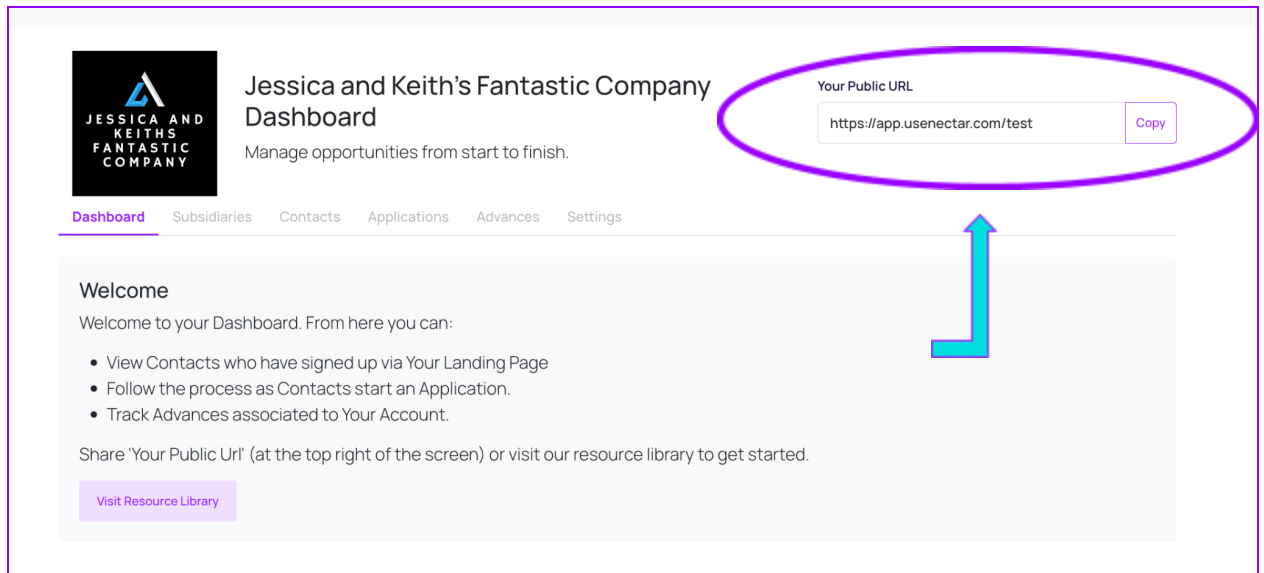 JESSICA AND
KEITHS
FANTASTIC
COMPANY
Jessica and Keith's Fantastic Company
Dashboard
Manage opportunities from start to finish.
Your Public URL
https://app.usenectar.com/test
Copy
Dashboard Subsidiaries Contacts Applications Advances Settings
Welcome
Welcome to your Dashboard. From here you can:
• View Contacts who have signed up via Your Landing Page
• Follow the process as Contacts start an Application.
• Track Advances associated to Your Account.
Share 'Your Public Url' (at the top right of the screen) or visit our resource library to get started.
Visit Resource Library